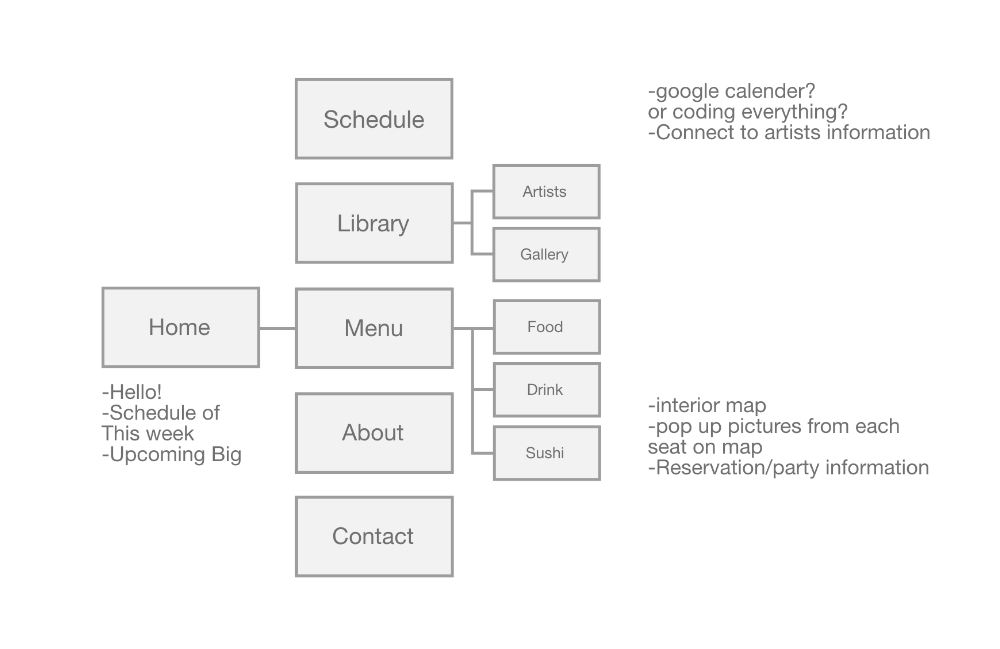 Schedule
-google calender?
or coding everything?
-Connect to artists information
Library
Artists
Gallery
Home
Menu
Food
Drink
Sushi
-Hello!
-Schedule of
This week
-Upcoming Big
About
-interior map
-pop up pictures from each
seat on map
-Reservation/party information
Contact